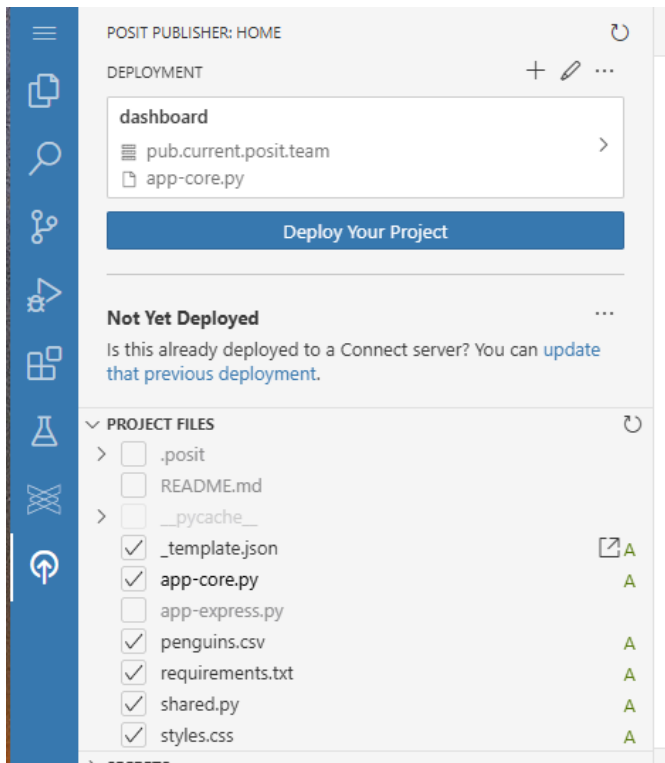 POSIT PUBLISHER: HOME
DEPLOYMENT
dashboard
pub.current.posit.team
app-core.py
Deploy Your Project
Not Yet Deployed
Is this already deployed to a Connect server? You can update
that previous deployment.
PROJECT FILES
.posit
README.md
__pycache__
_template.json A
app-core.py A
app-express.py
penguins.csv A
requirements.txt A
shared.py A
styles.css A